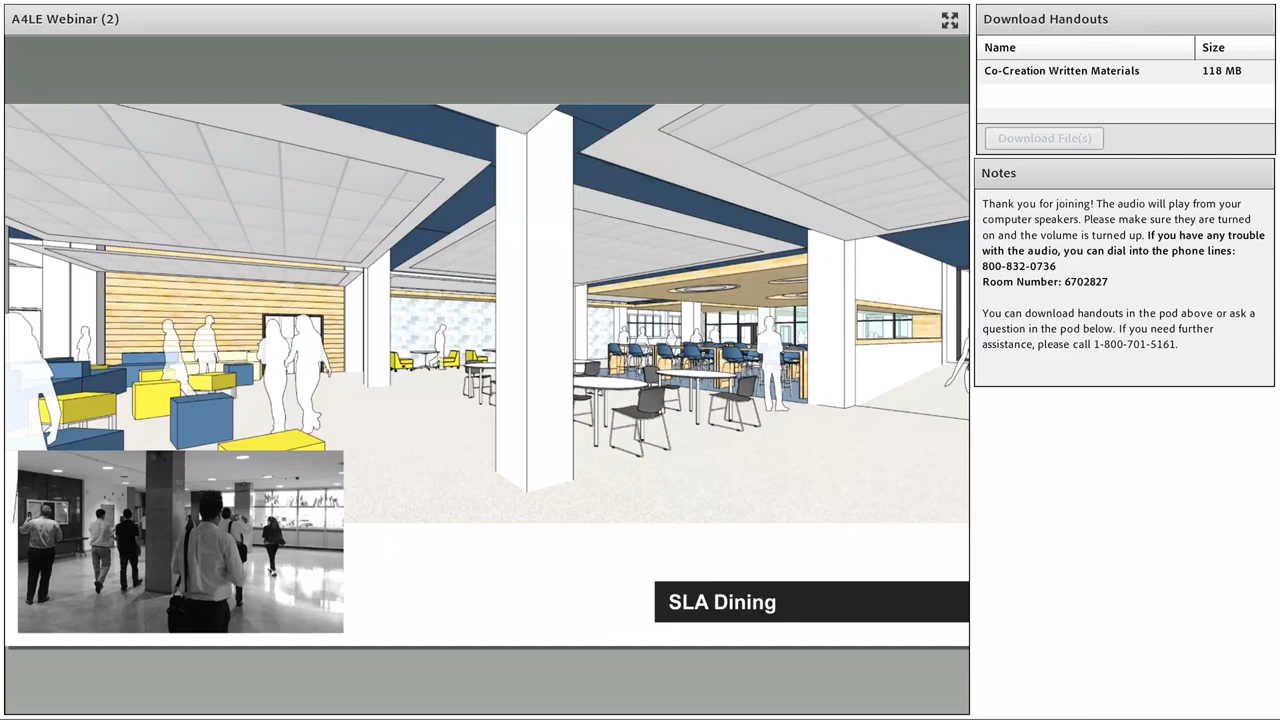 A4LE Webinar (2)
SLA Dining
Download Handouts
Name Size
Co-Creation Written Materials 118 MB
Download File(s)
Notes
Thank you for joining! The audio will play from your
computer speakers. Please make sure they are turned
on and the volume is turned up. If you have any trouble
with the audio, you can dial into the phone lines:
800-832-0736
Room Number: 6702827
You can download handouts in the pod above or ask a
question in the pod below. If you need further
assistance, please call 1-800-701-5161.